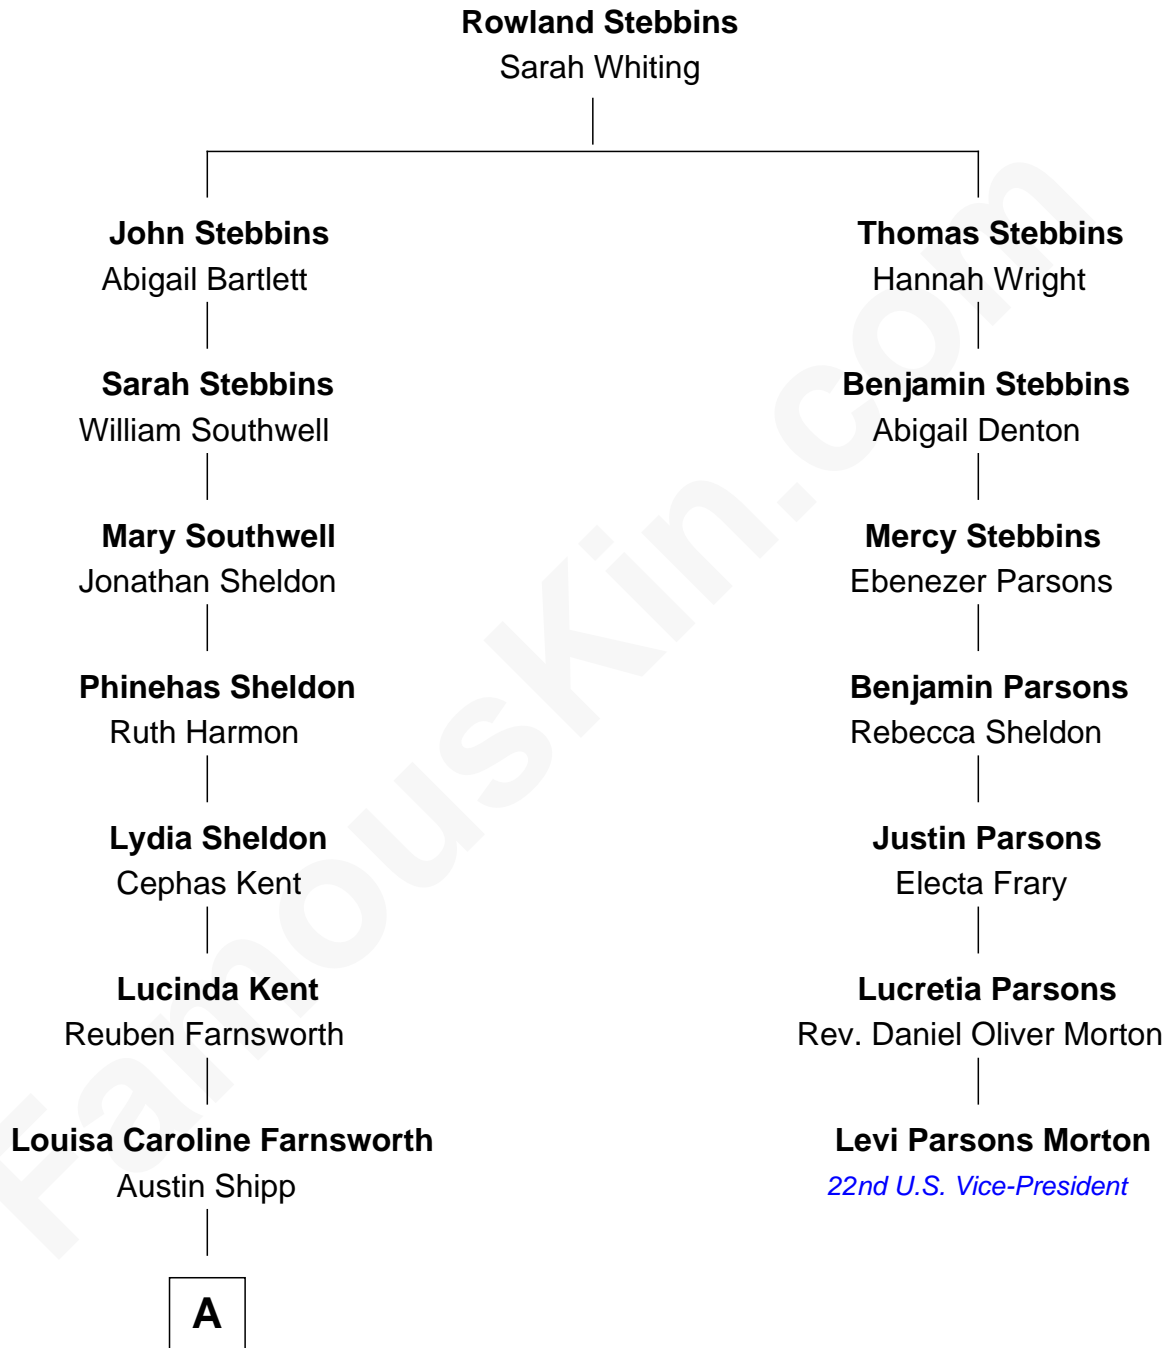 Rowland Stebbins
Sarah Whiting
John Stebbins
Abigail Bartlett
Thomas Stebbins
Hannah Wright
Sarah Stebbins
William Southwell
Benjamin Stebbins
Abigail Denton
Mary Southwell
Jonathan Sheldon
Mercy Stebbins
Ebenezer Parsons
Phinehas Sheldon
Ruth Harmon
Benjamin Parsons
Rebecca Sheldon
Lydia Sheldon
Cephas Kent
Justin Parsons
Electa Frary
Lucinda Kent
Reuben Farnsworth
Lucretia Parsons
Rev. Daniel Oliver Morton
Louisa Caroline Farnsworth
Austin Shipp
Levi Parsons Morton
22nd U.S. Vice-President
A
FamousKin.com